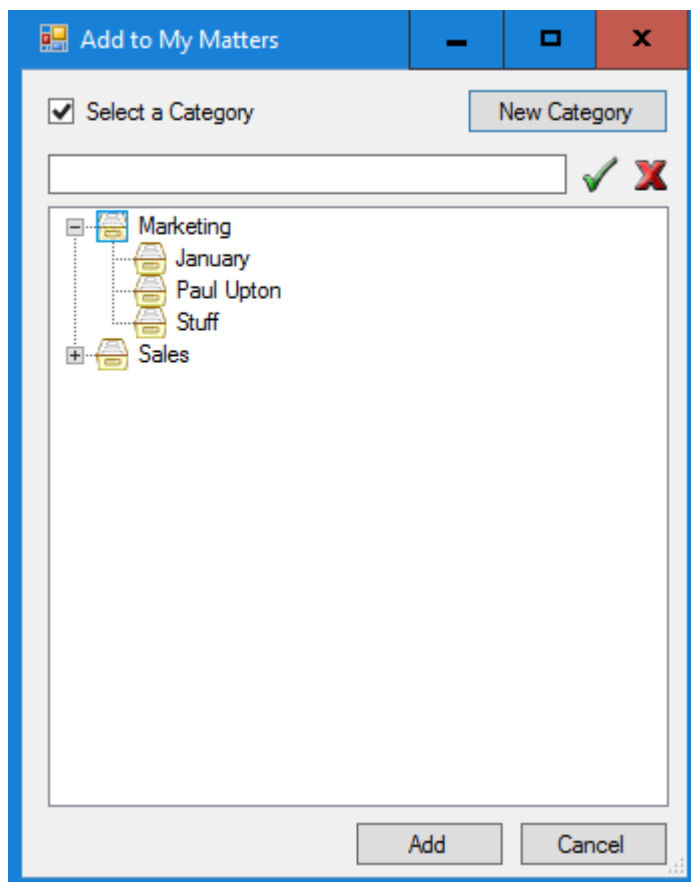 Add to My Matters
Select a Category
New Category
Marketing
January
Paul Upton
Stuff
Sales
Add
Cancel